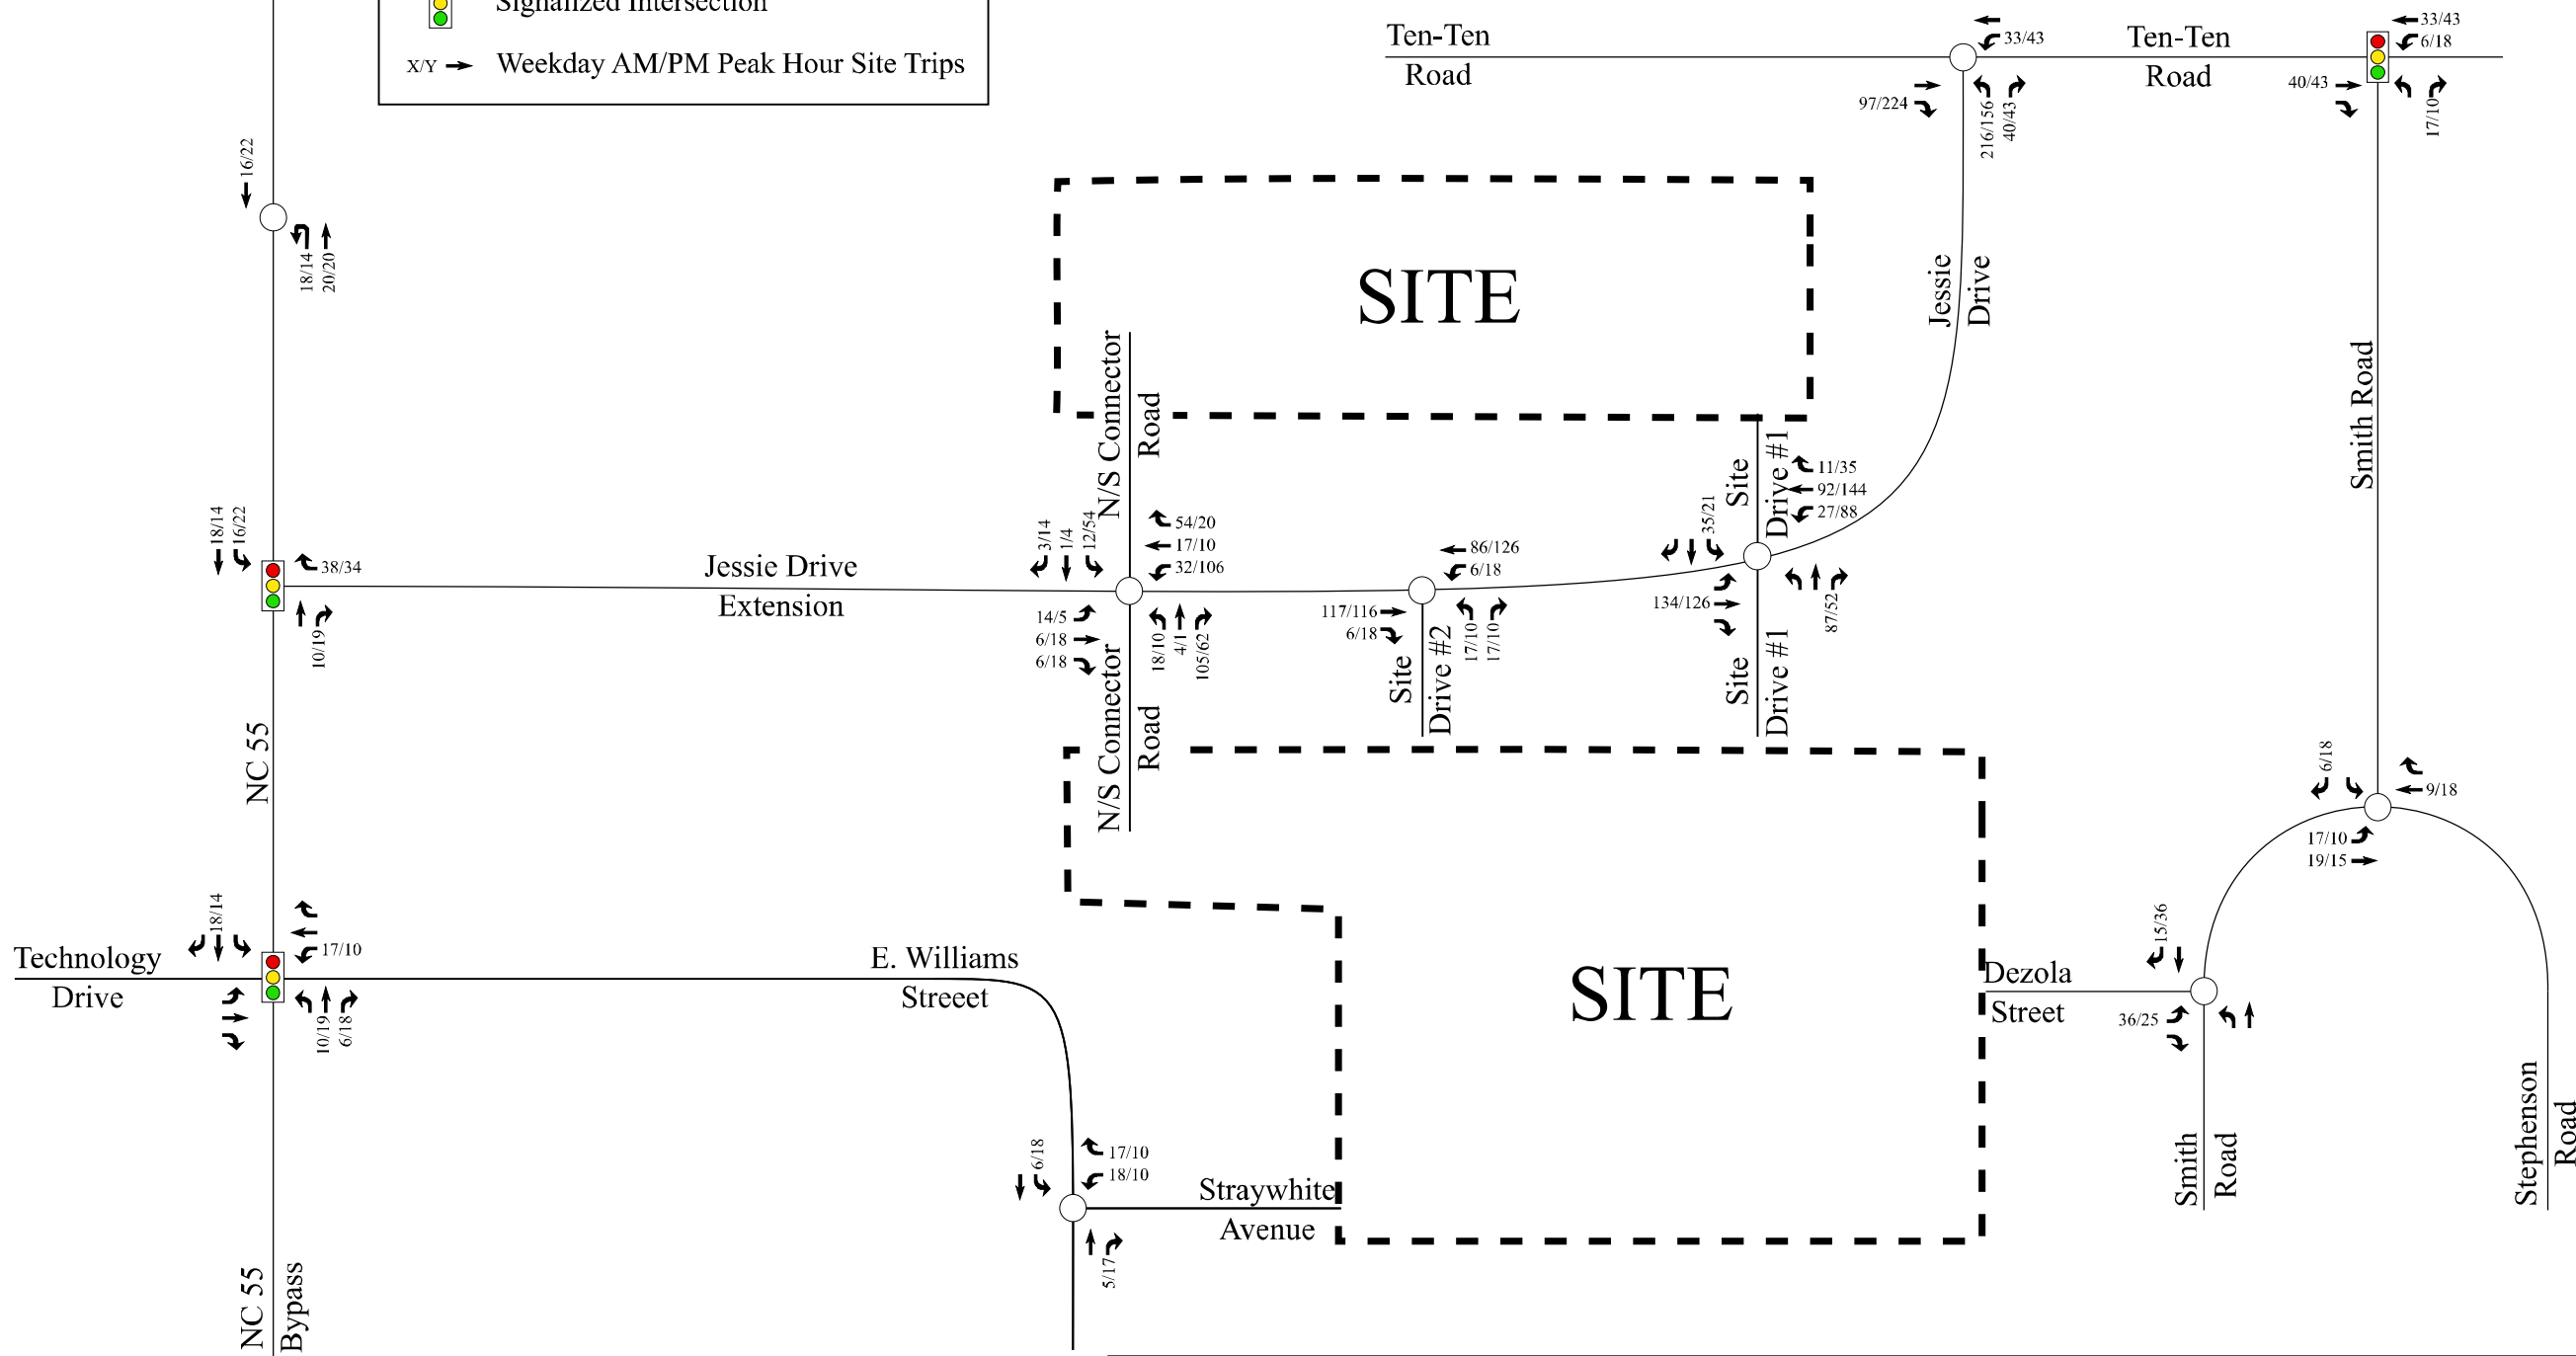 Signalized Intersection
X/Y Weekday AM/PM Peak Hour Site Trips
Ten-Ten
Road
33/43
97/224
216/156
40/43
Ten-Ten
Road
33/43
6/18
40/43
17/10
16/22
18/14
20/20
SITE
Jessie
Drive
Smith Road
N/S Connector
Road
Site
Drive #1
11/35
92/144
27/88
35/21
134/126
87/52
Site
Drive #1
18/14
16/22
38/34
10/19
Jessie Drive
Extension
3/14
1/4
12/54
54/20
17/10
32/106
14/5
6/18
6/18
18/10
4/1
105/62
N/S Connector
Road
86/126
6/18
117/116
6/18
17/10
17/10
Site
Drive #2
NC 55
6/18
9/18
17/10
19/15
Technology
Drive
18/14
17/10
10/19
6/18
E. Williams
Streeet
SITE
Dezola
Street
15/36
36/25
Smith
Road
Stephenson
Road
6/18
17/10
18/10
5/17
Straywhite
Avenue
NC 55
Bypass